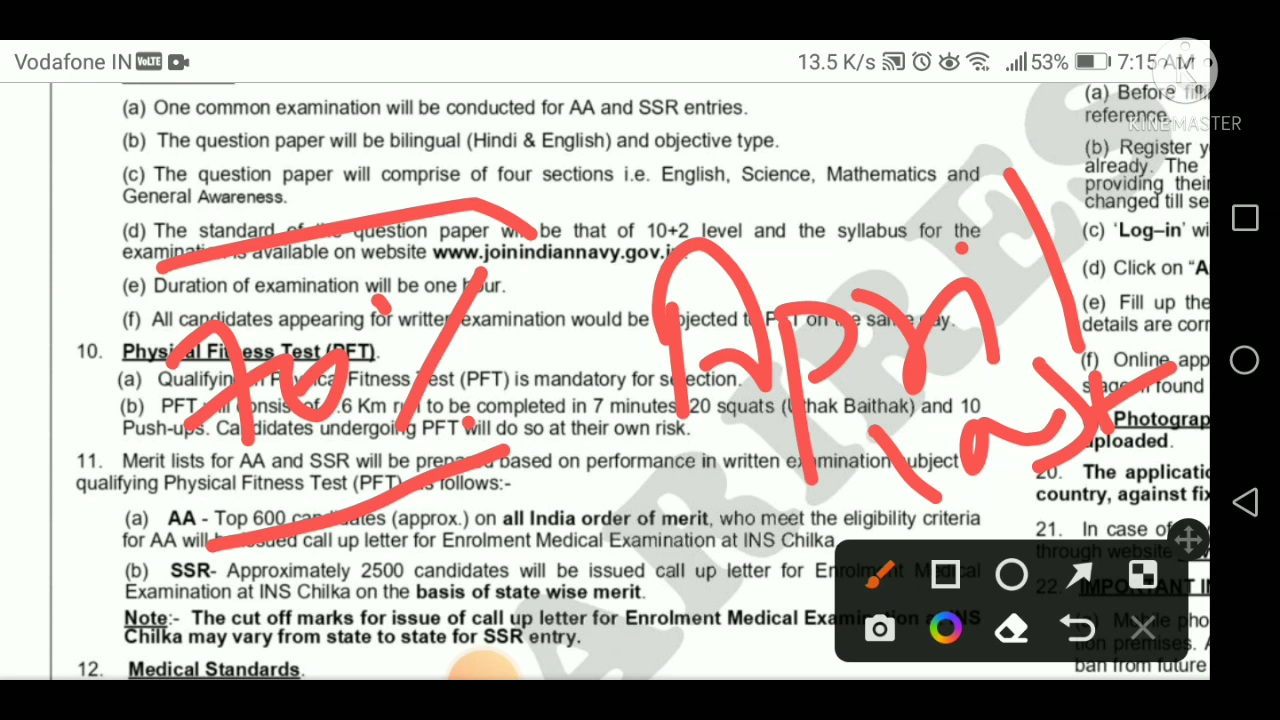 Vodafone IN VoLTE 13.5 K/s 53% 7:15 AM
KINEMASTER
(a) One common examination will be conducted for AA and SSR entries.
(b) The question paper will be bilingual (Hindi & English) and objective type.
(c) The question paper will comprise of four sections i.e. English, Science, Mathematics and
General Awareness.
(d) The standard of the question paper will be that of 10+2 level and the syllabus for the
examination is available on website www.joinindiannavy.gov.in
(e) Duration of examination will be one hour.
(f) All candidates appearing for written examination would be subjected to PFT on the same day.
10. Physical Fitness Test (PFT).
(a) Qualifying in Physical Fitness Test (PFT) is mandatory for selection.
(b) PFT will consist of 1.6 Km run to be completed in 7 minutes, 20 squats (Uthak Baithak) and 10
Push-ups. Candidates undergoing PFT will do so at their own risk.
11. Merit lists for AA and SSR will be prepared based on performance in written examination subject
qualifying Physical Fitness Test (PFT) as follows:-
(a) AA - Top 600 candidates (approx.) on all India order of merit, who meet the eligibility criteria
for AA will be issued call up letter for Enrolment Medical Examination at INS Chilka
(b) SSR- Approximately 2500 candidates will be issued call up letter for Enrolment Medical
Examination at INS Chilka on the basis of state wise merit.
Note:- The cut off marks for issue of call up letter for Enrolment Medical Examination at INS
Chilka may vary from state to state for SSR entry.
12. Medical Standards.
(a) Before filli
reference.
(b) Register y
already. The
providing their
changed till se
(c) ‘Log–in’ wi
(d) Click on “A
(e) Fill up the
details are corr
(f) Online app
found
Photograp
uploaded.
20. The applicatio
country, against fix
21. In case of
through website
22. IMPORTANT I
Mobile pho
tion premises. A
ban from future
April
last